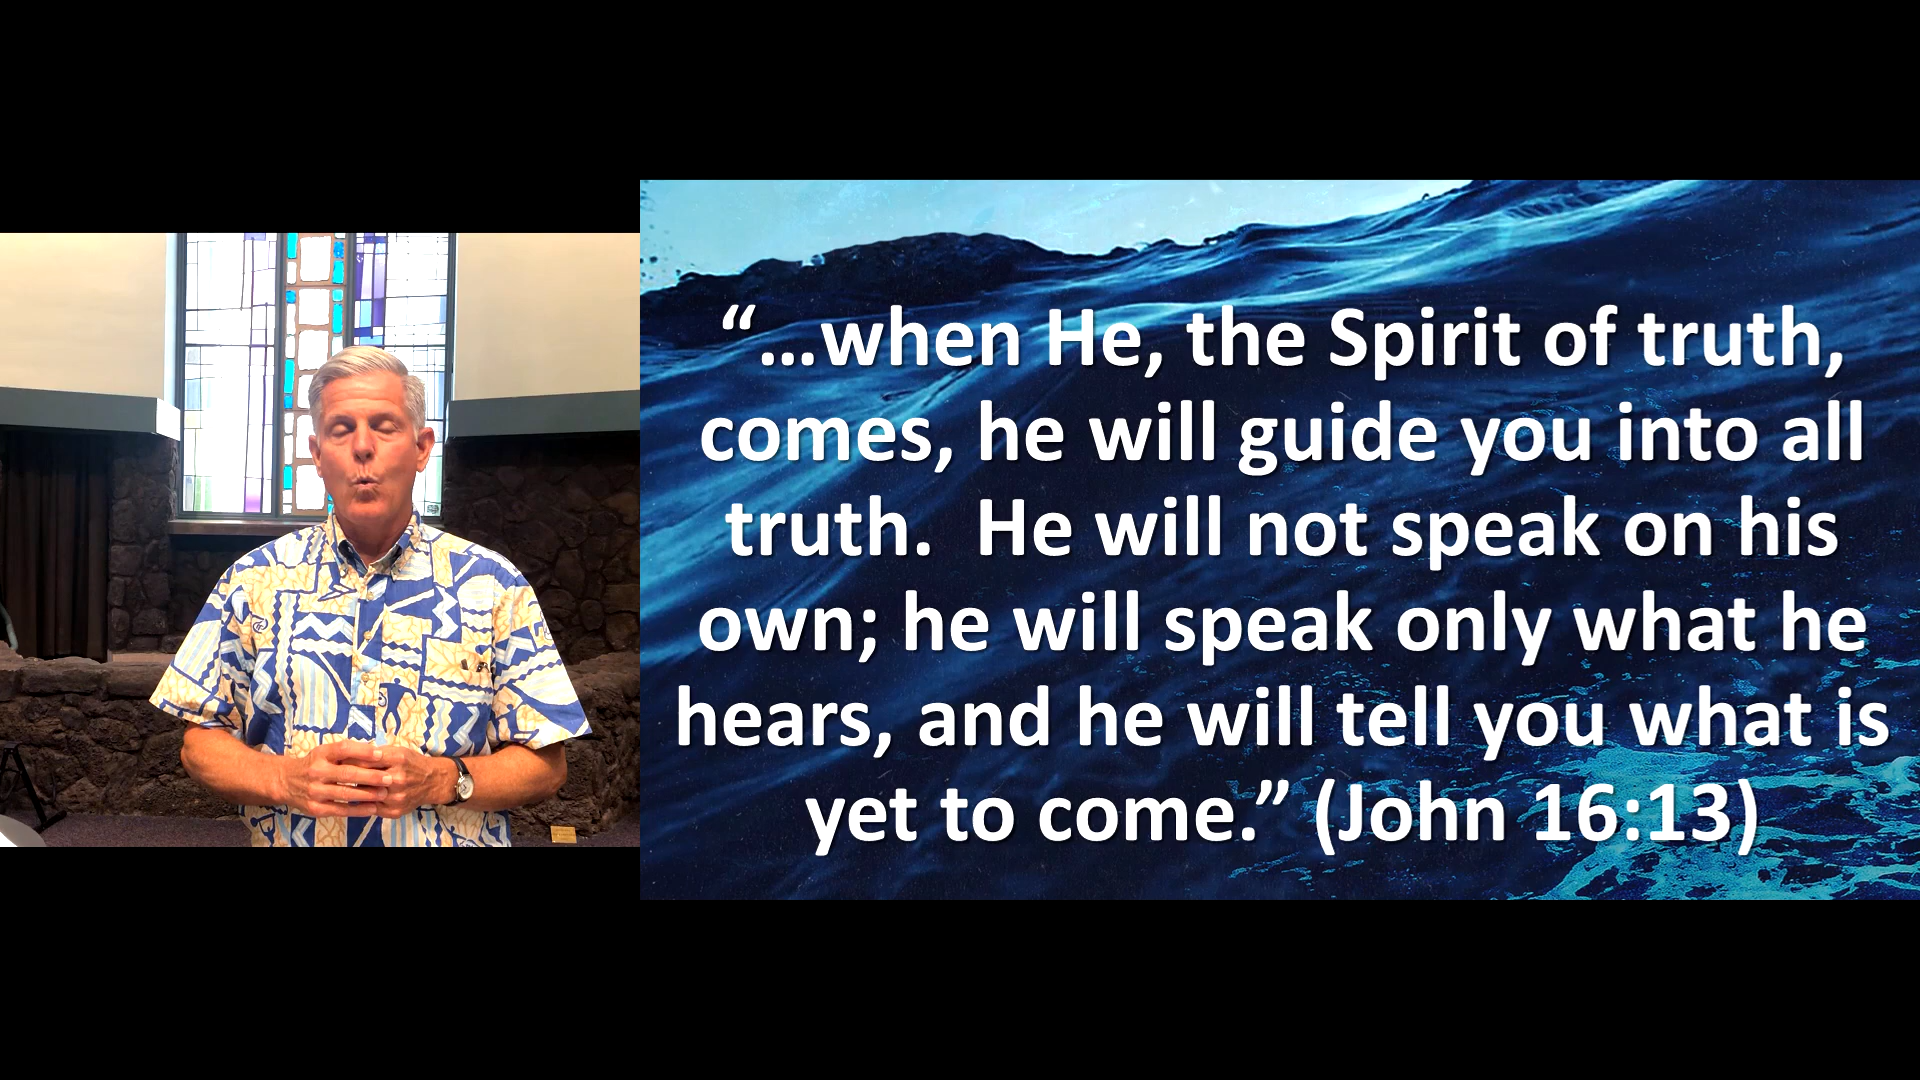 “...when He, the Spirit of truth,
comes, he will guide you into all
truth.  He will not speak on his
own; he will speak only what he
hears, and he will tell you what is
yet to come.” (John 16:13)